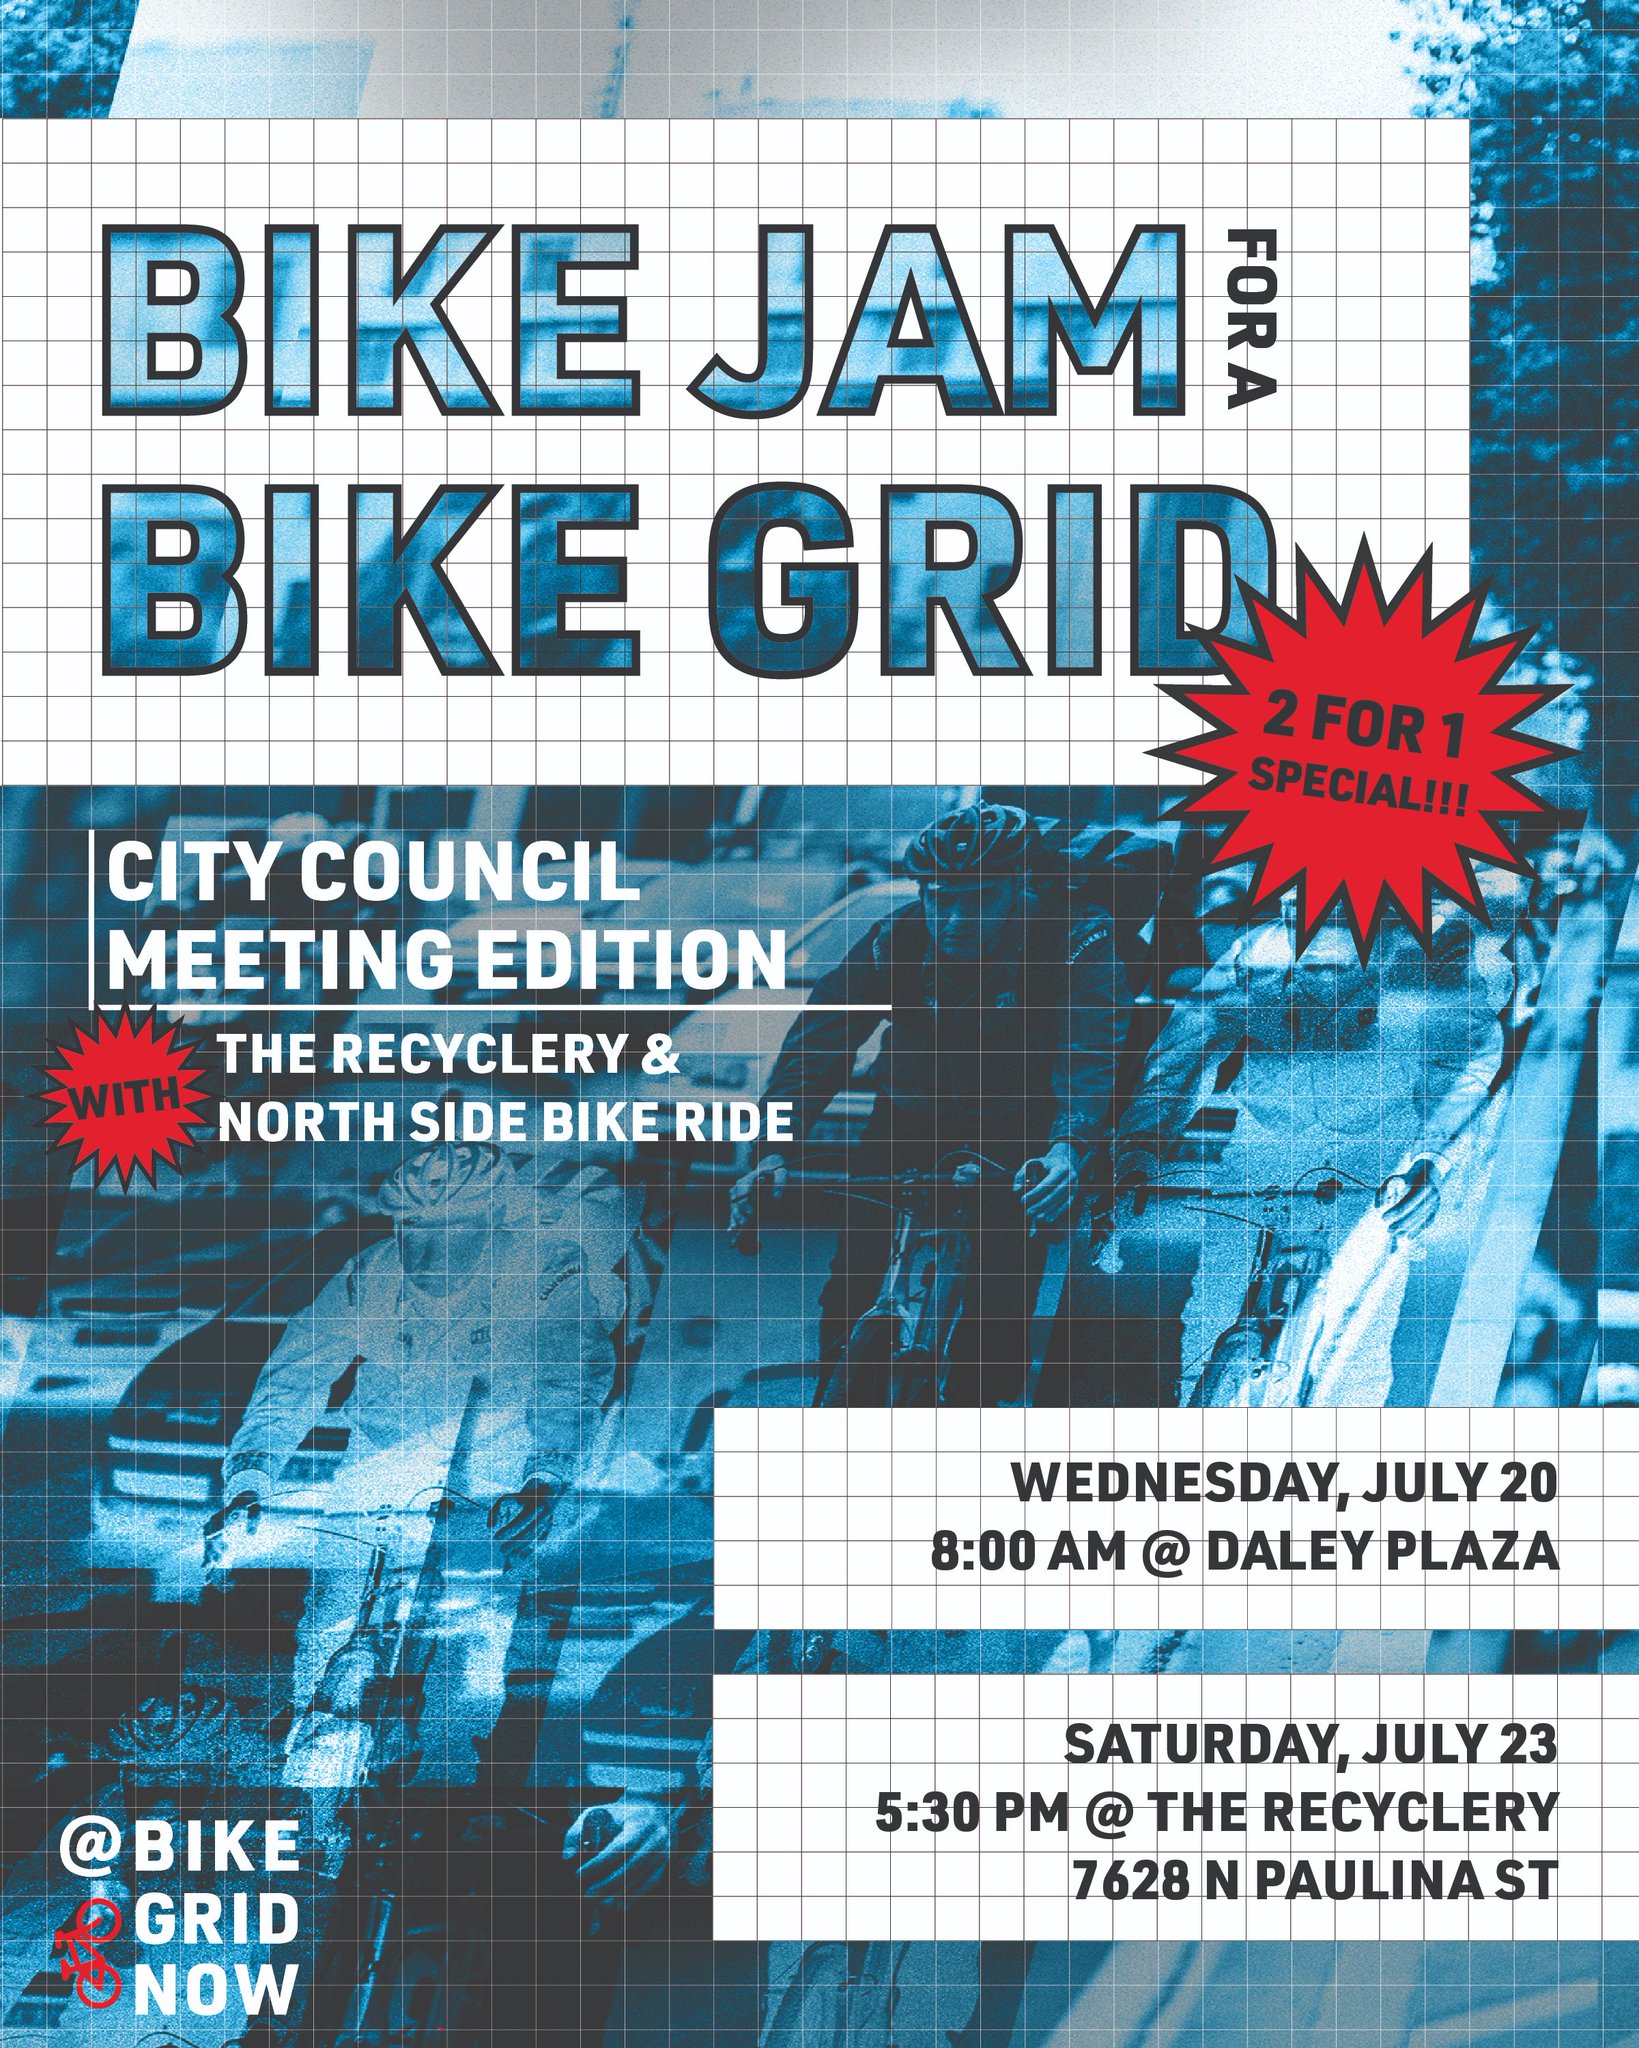 BIKE JAM FOR A
BIKE GRID
2 FOR 1
SPECIAL!!!
CITY COUNCIL
MEETING EDITION
WITH
THE RECYCLERY &
NORTH SIDE BIKE RIDE
WEDNESDAY, JULY 20
8:00 AM @ DALEY PLAZA
SATURDAY, JULY 23
5:30 PM @ THE RECYCLERY
7628 N PAULINA ST
@BIKE
GRID
NOW